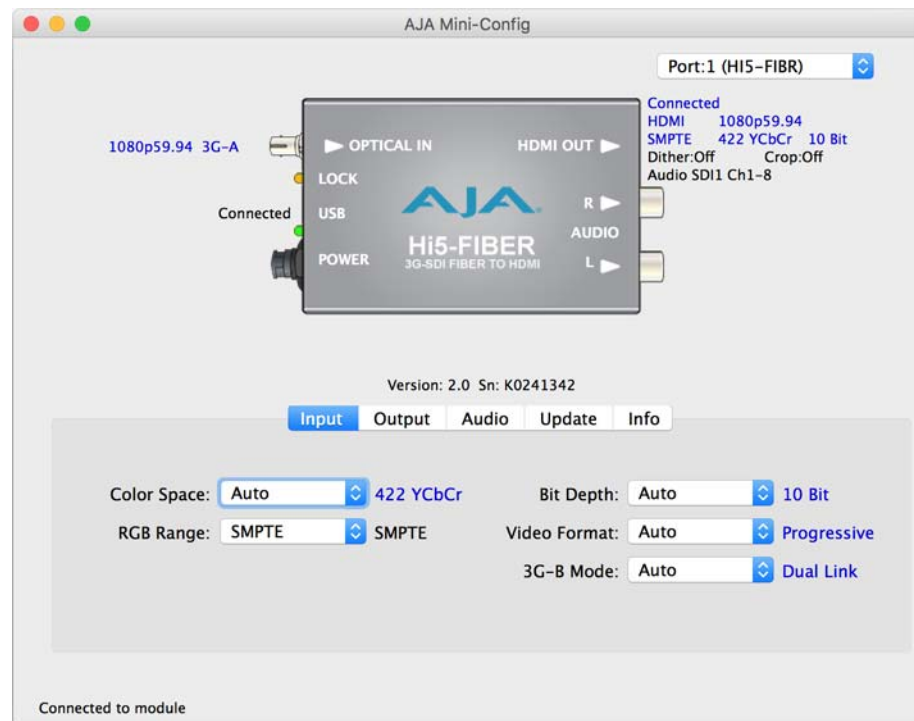 AJA Mini-Config
Port:1 (HI5-FIBR)
Connected
HDMI 1080p59.94
SMPTE 422 YCbCr 10 Bit
Dither:Off Crop:Off
Audio SDI1 Ch1-8
1080p59.94 3G-A
Connected
OPTICAL IN
HDMI OUT
LOCK
AJA
USB
R
AUDIO
POWER
Hi5-FIBER
3G-SDI FIBER TO HDMI
L
Version: 2.0 Sn: K0241342
Input Output Audio Update Info
Color Space: Auto 422 YCbCr
Bit Depth: Auto 10 Bit
RGB Range: SMPTE SMPTE
Video Format: Auto Progressive
3G-B Mode: Auto Dual Link
Connected to module